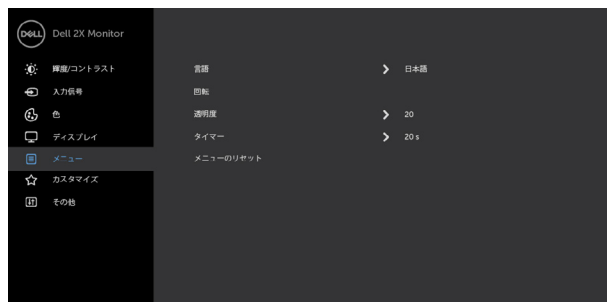 DELL
Dell 2X Monitor
輝度/コントラスト
入力信号
色
ディスプレイ
メニュー
カスタマイズ
その他
言語 日本語
回転
透明度 20
タイマー 20 s
メニューのリセット